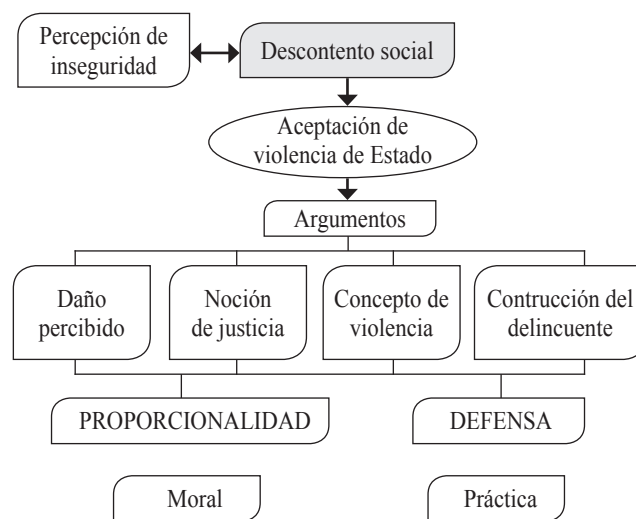 Percepción de
inseguridad
Descontento social
Aceptación de
violencia de Estado
Argumentos
Daño
percibido
Noción
de justicia
Concepto de
violencia
Contrucción del
delincuente
PROPORCIONALIDAD
DEFENSA
Moral
Práctica